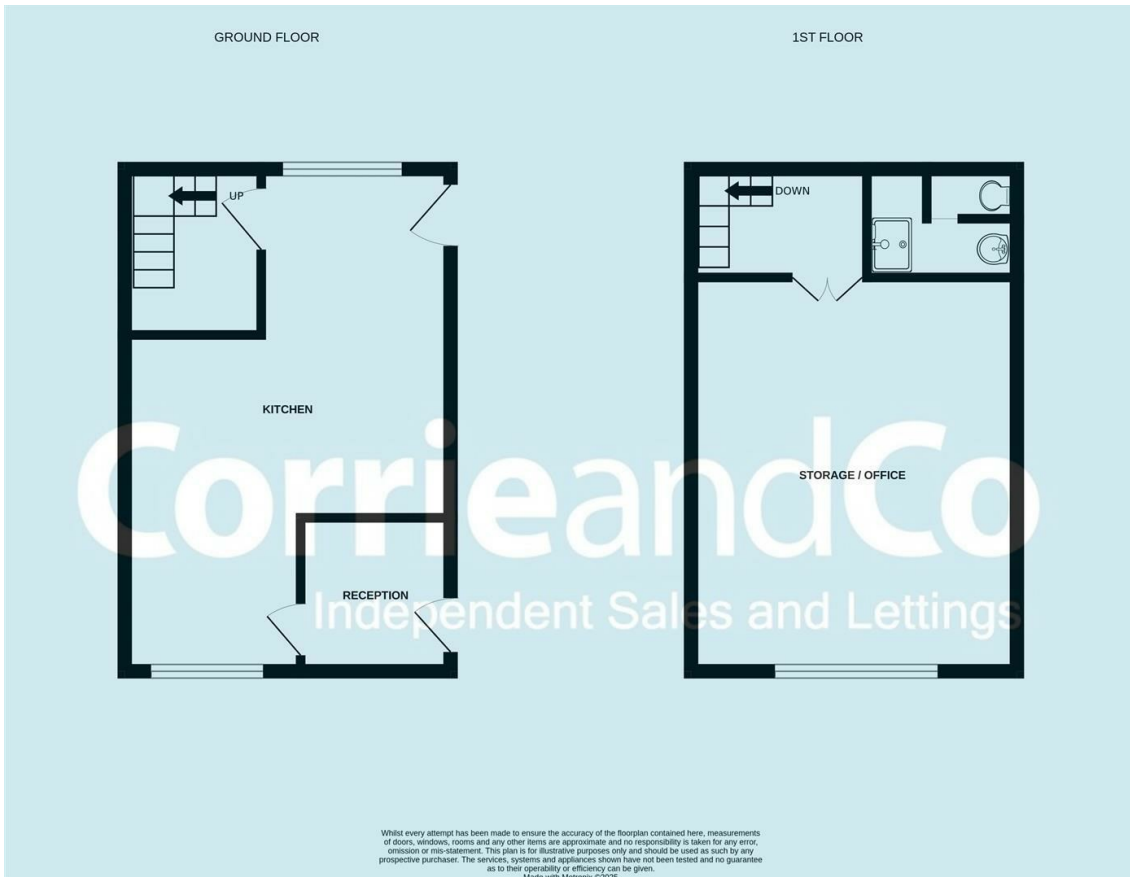 GROUND FLOOR
1ST FLOOR
UP
DOWN
KITCHEN
STORAGE / OFFICE
CorrieandCo
RECEPTION
Independent Sales and Lettings
Whilst every attempt has been made to ensure the accuracy of the floorplan contained here, measurements
of doors, windows, rooms and any other items are approximate and no responsibility is taken for any error,
omission or mis-statement. This plan is for illustrative purposes only and should be used as such by any
prospective purchaser. The services, systems and appliances shown have not been tested and no guarantee
as to their operability or efficiency can be given.
Made with Metropix ©2025